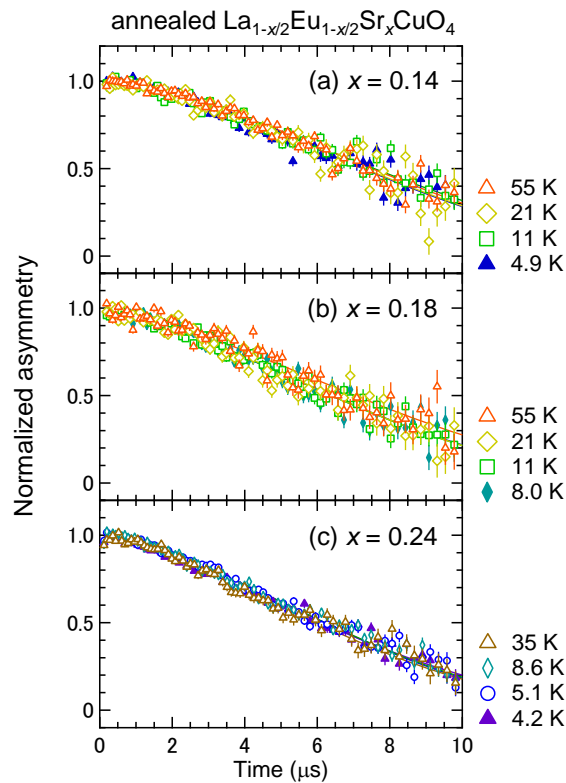 annealed La₁₋ₓ/₂Eu₁₋ₓ/₂SrₓCuO₄
Normalized asymmetry
(a) x = 0.14
1.0
0.5
0
55 K
21 K
11 K
4.9 K
(b) x = 0.18
1.0
0.5
0
55 K
21 K
11 K
8.0 K
(c) x = 0.24
1.0
0.5
0
35 K
8.6 K
5.1 K
4.2 K
0 2 4 6 8 10
Time (μs)